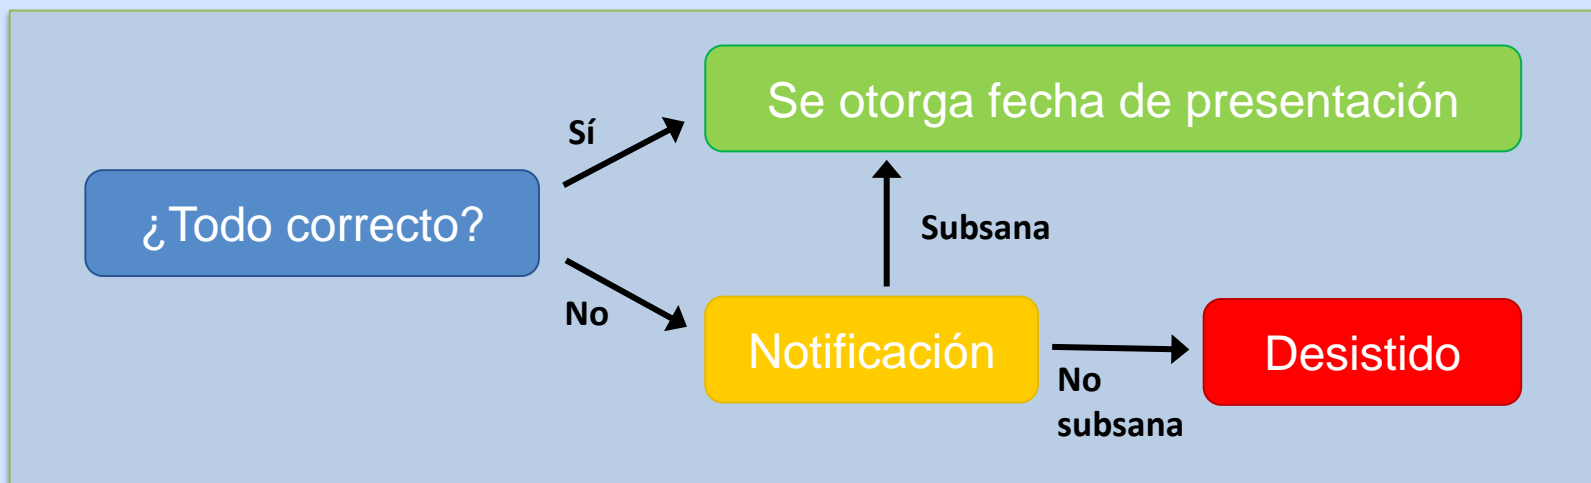 Se otorga fecha de presentación
Sí
¿Todo correcto?
Subsana
No
Notificación
Desistido
No
subsana